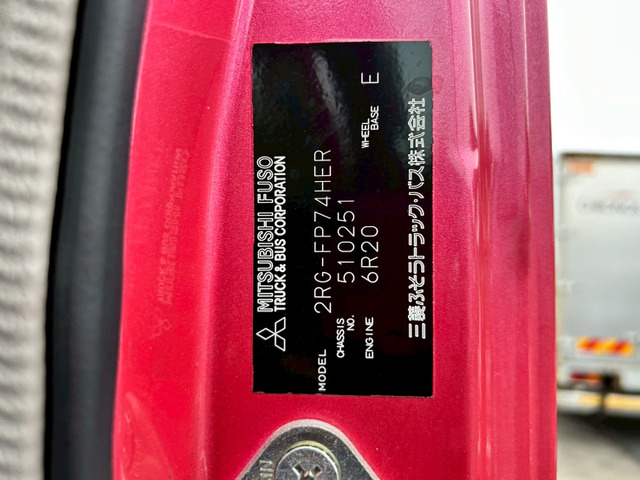 MITSUBISHI FUSO
TRUCK & BUS CORPORATION
MODEL 2RG-FP74HER
CHASSIS NO. 510251
ENGINE 6R20 WHEEL BASE E
三菱ふそうトラック・バス株式会社